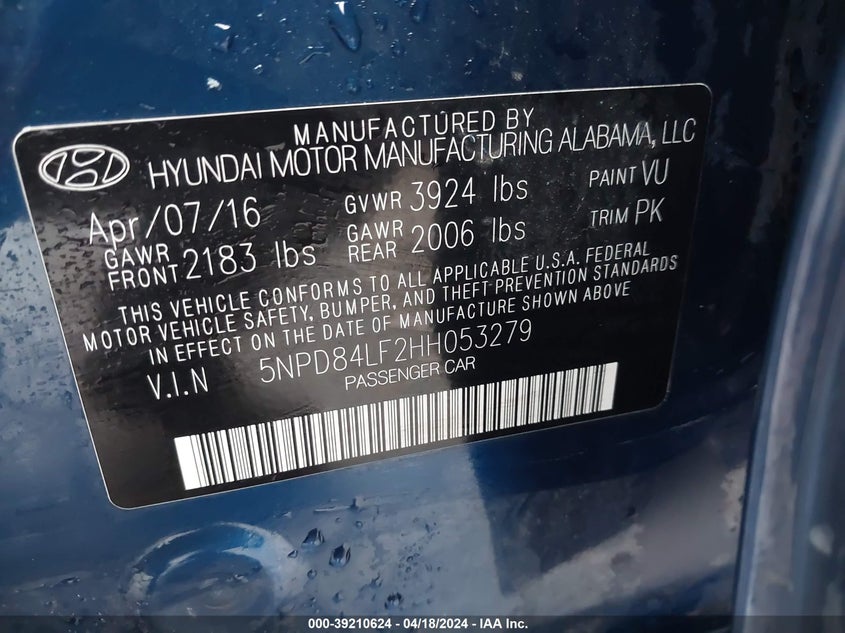 MANUFACTURED BY
HYUNDAI MOTOR MANUFACTURING ALABAMA, LLC
Apr/07/16 GVWR 3924 lbs PAINT VU
GAWR FRONT 2183 lbs GAWR REAR 2006 lbs TRIM PK
THIS VEHICLE CONFORMS TO ALL APPLICABLE U.S.A. FEDERAL
MOTOR VEHICLE SAFETY, BUMPER, AND THEFT PREVENTION STANDARDS
IN EFFECT ON THE DATE OF MANUFACTURE SHOWN ABOVE
V.I.N 5NPD84LF2HH053279
PASSENGER CAR
000-39210624 - 04/18/2024 - IAA Inc.